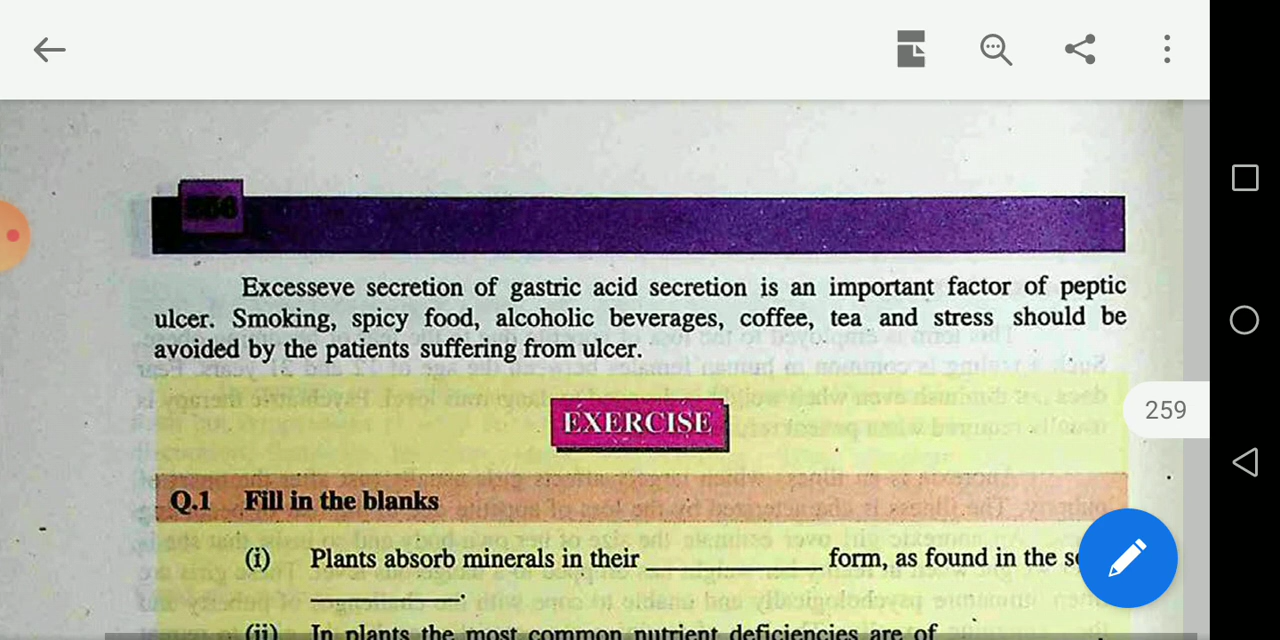 Excesseve secretion of gastric acid secretion is an important factor of peptic
ulcer. Smoking, spicy food, alcoholic beverages, coffee, tea and stress should be
avoided by the patients suffering from ulcer.
259
EXERCISE
Q.1 Fill in the blanks
(i) Plants absorb minerals in their ____________ form, as found in the
__________.
(ii) In plants the most common nutrient deficiencies are of